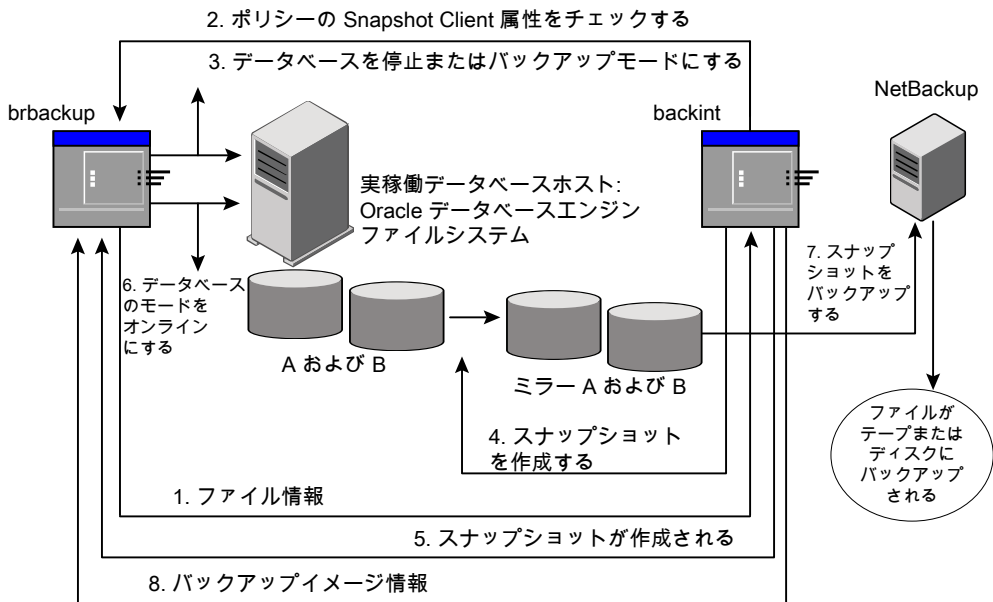 2. ポリシーの Snapshot Client 属性をチェックする
3. データベースを停止またはバックアップモードにする
brbackup
backint
NetBackup
実稼働データベースホスト:
Oracle データベースエンジン
ファイルシステム
6. データベース
のモードを
オンライン
にする
7. スナップ
ショットを
バックアップ
する
A および B
ミラー A および B
4. スナップショット
を作成する
ファイルが
テープまたは
ディスクに
バックアップ
される
1. ファイル情報
5. スナップショットが作成される
8. バックアップイメージ情報